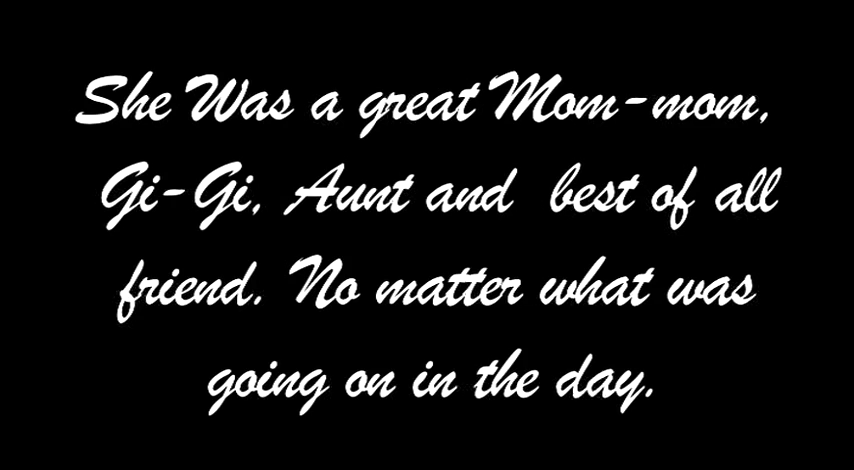 She Was a great Mom-mom,
Gi-Gi, Aunt and best of all
friend. No matter what was
going on in the day.